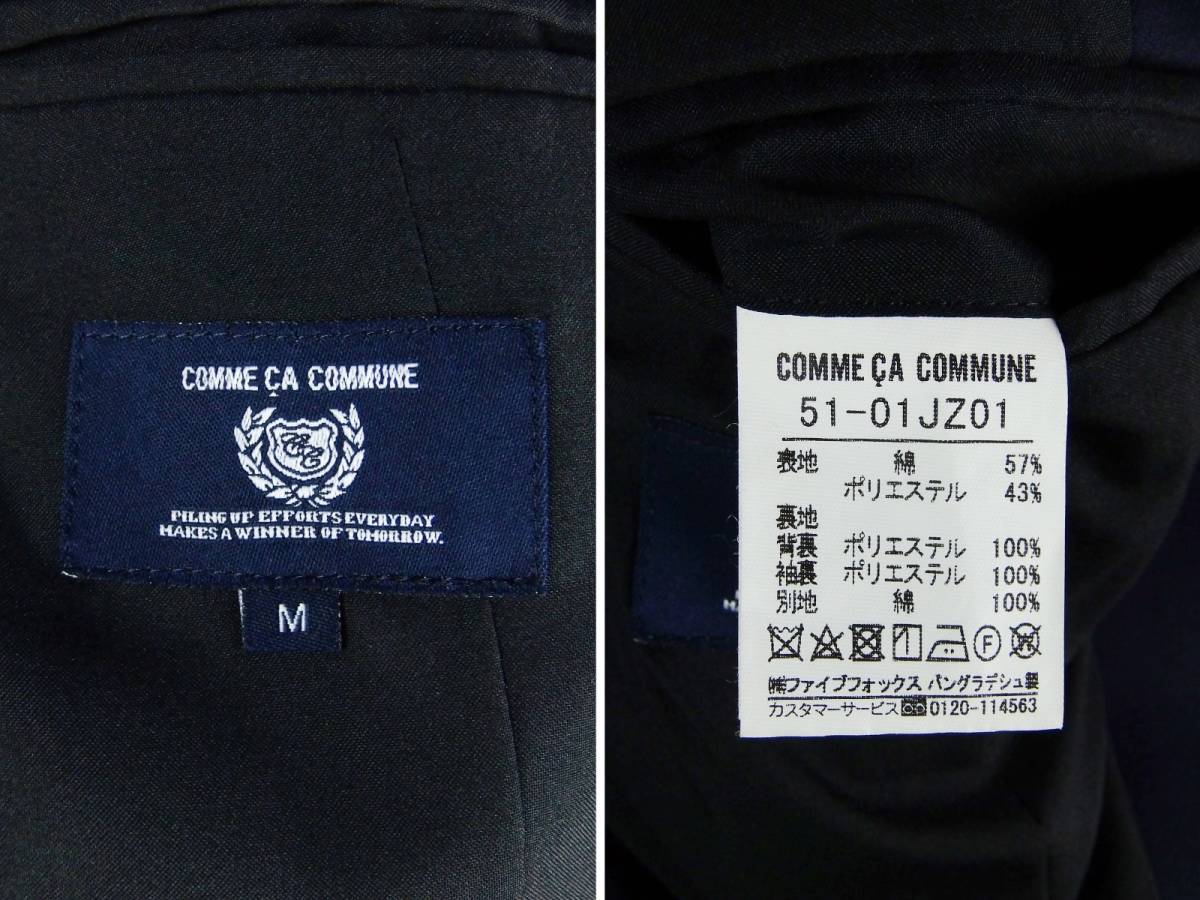 COMME ÇA COMMUNE
PILING UP EFFORTS EVERYDAY
MAKES A WINNER OF TOMORROW.
M
COMME ÇA COMMUNE
51-01JZ01
表地 綿 57%
ポリエステル 43%
裏地
背裏 ポリエステル 100%
袖裏 ポリエステル 100%
別地 綿 100%
F
㈱ファイブフォックス バングラデシュ製
カスタマーサービス 0120-114563